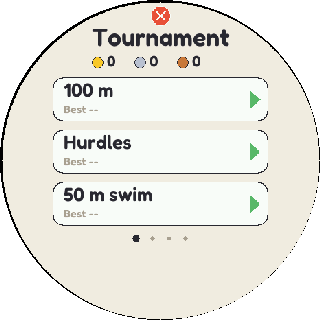 Tournament
0 0 0
100 m
Best --
Hurdles
Best --
50 m swim
Best --